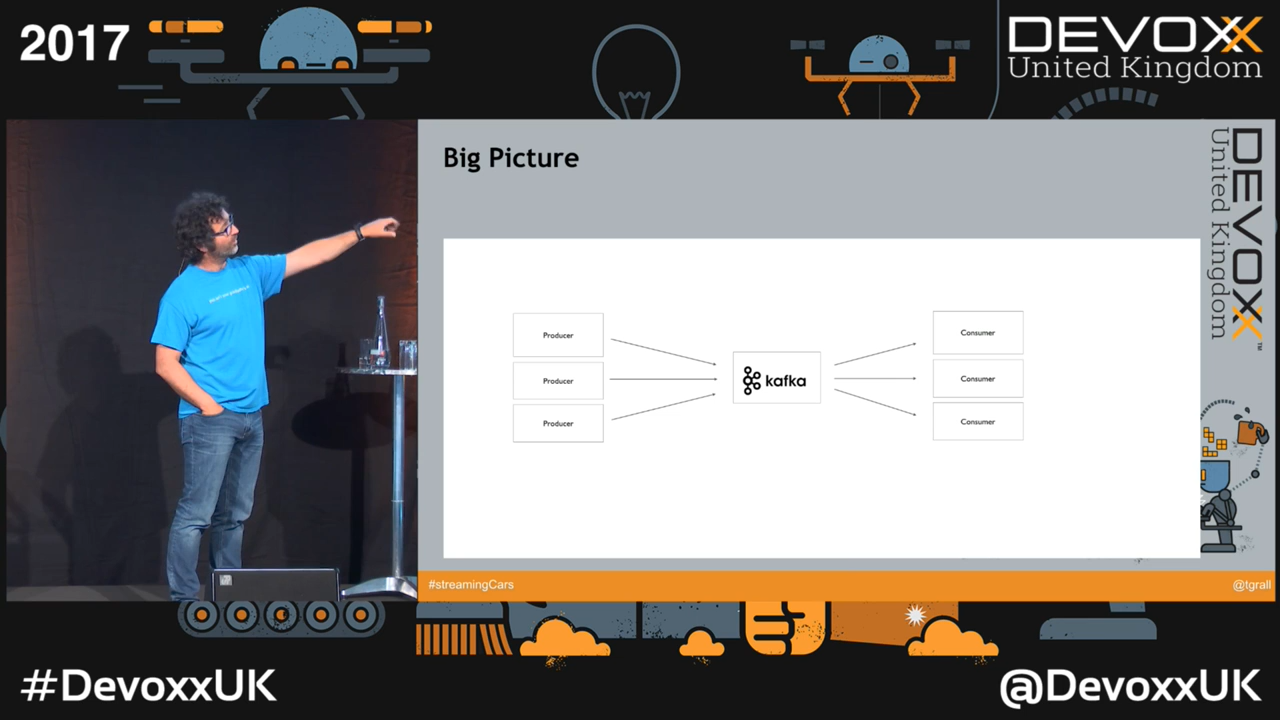 2017
DEVOXX
United Kingdom
Big Picture
DEVOXX™
United Kingdom
Producer
Producer
Producer
kafka
Consumer
Consumer
Consumer
#streamingCars
@tgrall
#DevoxxUK
@DevoxxUK